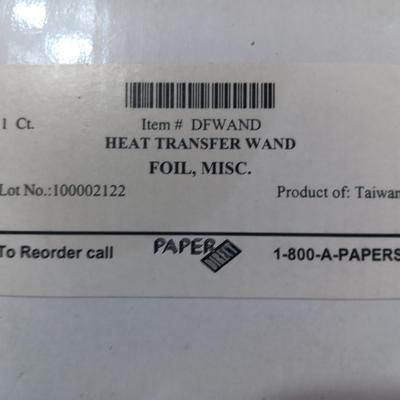 1 Ct. Item # DFWAND
HEAT TRANSFER WAND
FOIL, MISC.
Lot No.:100002122 Product of: Taiwan
To Reorder call PAPER DIRECT 1-800-A-PAPERS